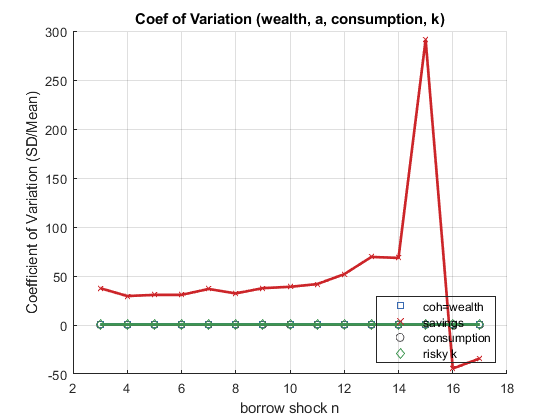 Coef of Variation (wealth, a, consumption, k)
300
250
200
150
100
50
0
-50
Coefficient of Variation (SD/Mean)
coh=wealth
savings
consumption
risky k
2
4
6
8
10
12
14
16
18
borrow shock n